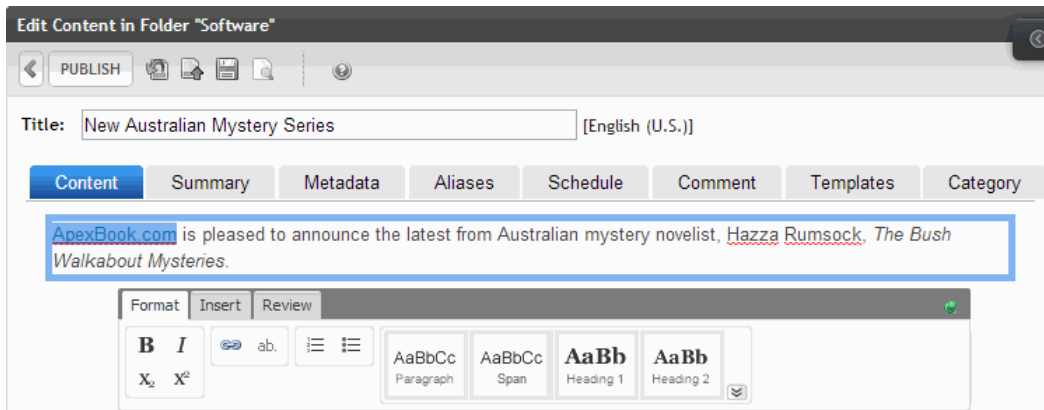 Edit Content in Folder "Software"
PUBLISH
Title: New Australian Mystery Series [English (U.S.)]
Content Summary Metadata Aliases Schedule Comment Templates Category
ApexBook.com is pleased to announce the latest from Australian mystery novelist, Hazza Rumsock, The Bush
Walkabout Mysteries.
Format Insert Review
B I ab. AaBbCc AaBbCc AaBb AaBb
X₂ X² Paragraph Span Heading 1 Heading 2